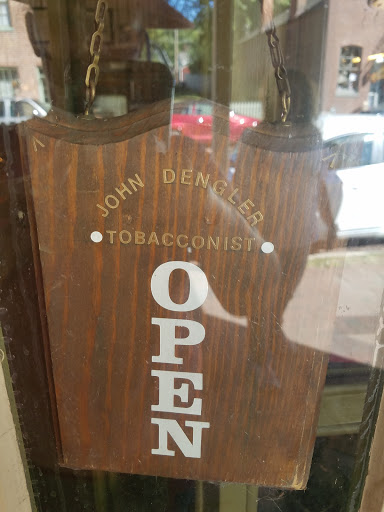 JOHN DENGLER
• TOBACCONIST •
OPEN